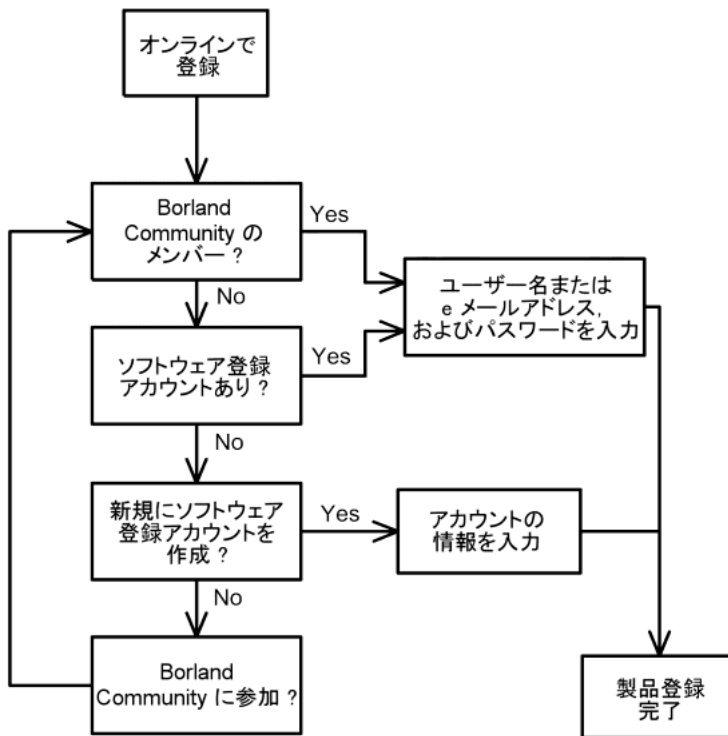 オンラインで
登録
Borland
Community の
メンバー ?
Yes
No
ユーザー名または
e メールアドレス,
およびパスワードを入力
ソフトウェア登録
アカウントあり ?
Yes
No
新規にソフトウェア
登録アカウントを
作成 ?
Yes
No
アカウントの
情報を入力
Borland
Community に参加 ?
製品登録
完了